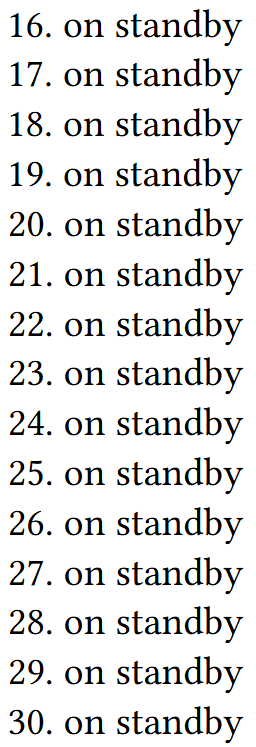 16. on standby
17. on standby
18. on standby
19. on standby
20. on standby
21. on standby
22. on standby
23. on standby
24. on standby
25. on standby
26. on standby
27. on standby
28. on standby
29. on standby
30. on standby